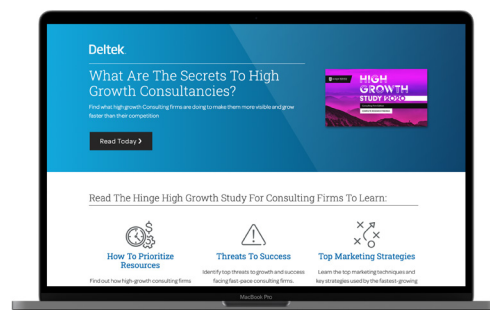 Deltek
What Are The Secrets To High
Growth Consultancies?
Find what high growth Consulting firms are doing to make them more visible and grow
faster than their competition
Read Today
HIGH
GROWTH
STUDY 2020
Read The Hinge High Growth Study For Consulting Firms To Learn:
$
How To Prioritize
Resources
Threats To Success
Top Marketing Strategies
Find out how high-growth consulting firms
Identify top threats to growth and success
facing fast-pace consulting firms.
Learn the top marketing techniques and
key strategies used by the fastest-growing
MacBook Pro